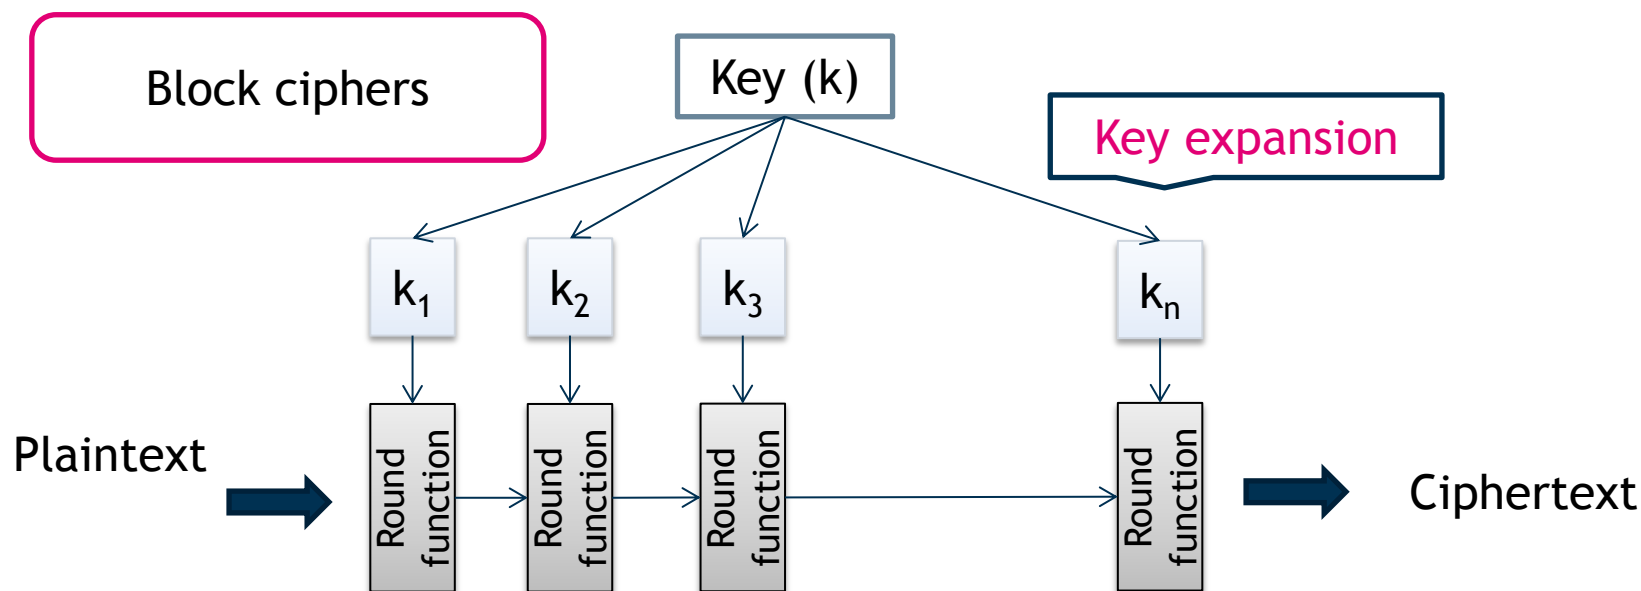 Block ciphers
Key (k)
Key expansion
k₁
k₂
k₃
kₙ
Plaintext
Round
function
Round
function
Round
function
Round
function
Ciphertext